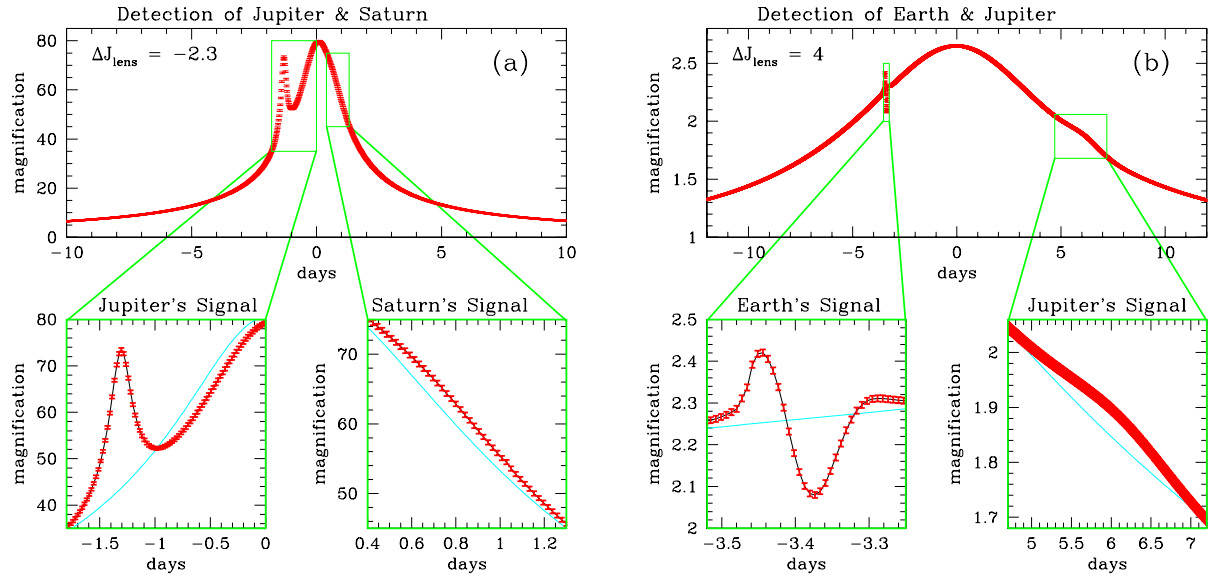 Detection of Jupiter & Saturn
ΔJlens = −2.3
(a)
magnification
80
60
40
20
0
−10
−5
0
5
10
days
Jupiter's Signal
magnification
80
70
60
50
40
−1.5
−1
−0.5
0
days
Saturn's Signal
magnification
70
60
50
0.4
0.6
0.8
1
1.2
days
Detection of Earth & Jupiter
ΔJlens = 4
(b)
magnification
2.5
2
1.5
1
−10
−5
0
5
10
days
Earth's Signal
magnification
2.5
2.4
2.3
2.2
2.1
2
−3.5
−3.4
−3.3
days
Jupiter's Signal
magnification
2
1.9
1.8
1.7
5
5.5
6
6.5
7
days